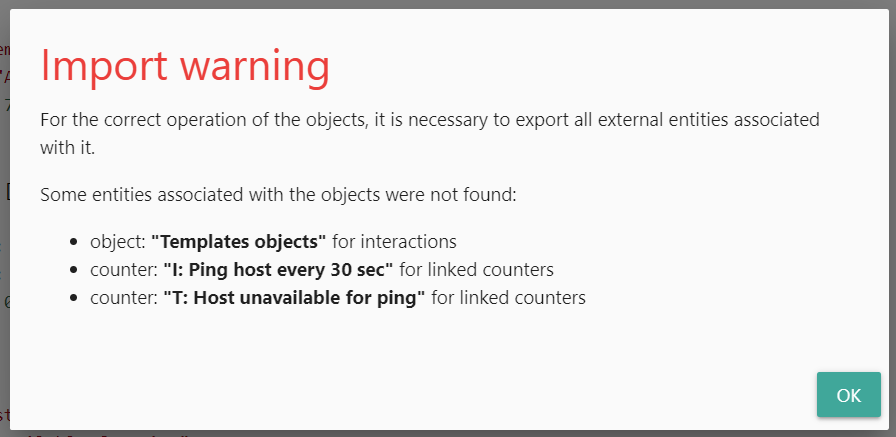 Import warning
For the correct operation of the objects, it is necessary to export all external entities associated
with it.
Some entities associated with the objects were not found:
object: "Templates objects" for interactions
counter: "I: Ping host every 30 sec" for linked counters
counter: "T: Host unavailable for ping" for linked counters
OK